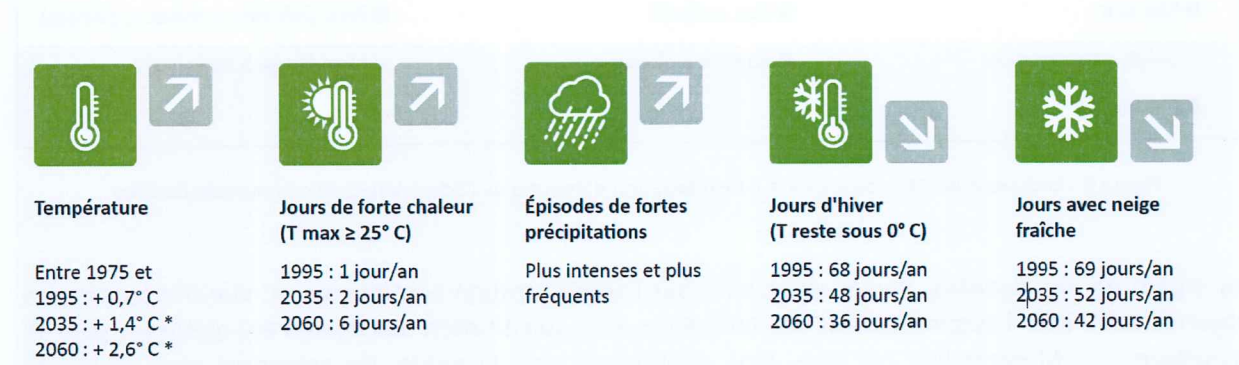 Température
Entre 1975 et
1995 : + 0,7° C
2035 : + 1,4° C *
2060 : + 2,6° C *
Jours de forte chaleur
(T max ≥ 25° C)
1995 : 1 jour/an
2035 : 2 jours/an
2060 : 6 jours/an
Épisodes de fortes
précipitations
Plus intenses et plus
fréquents
Jours d'hiver
(T reste sous 0° C)
1995 : 68 jours/an
2035 : 48 jours/an
2060 : 36 jours/an
Jours avec neige
fraîche
1995 : 69 jours/an
2035 : 52 jours/an
2060 : 42 jours/an